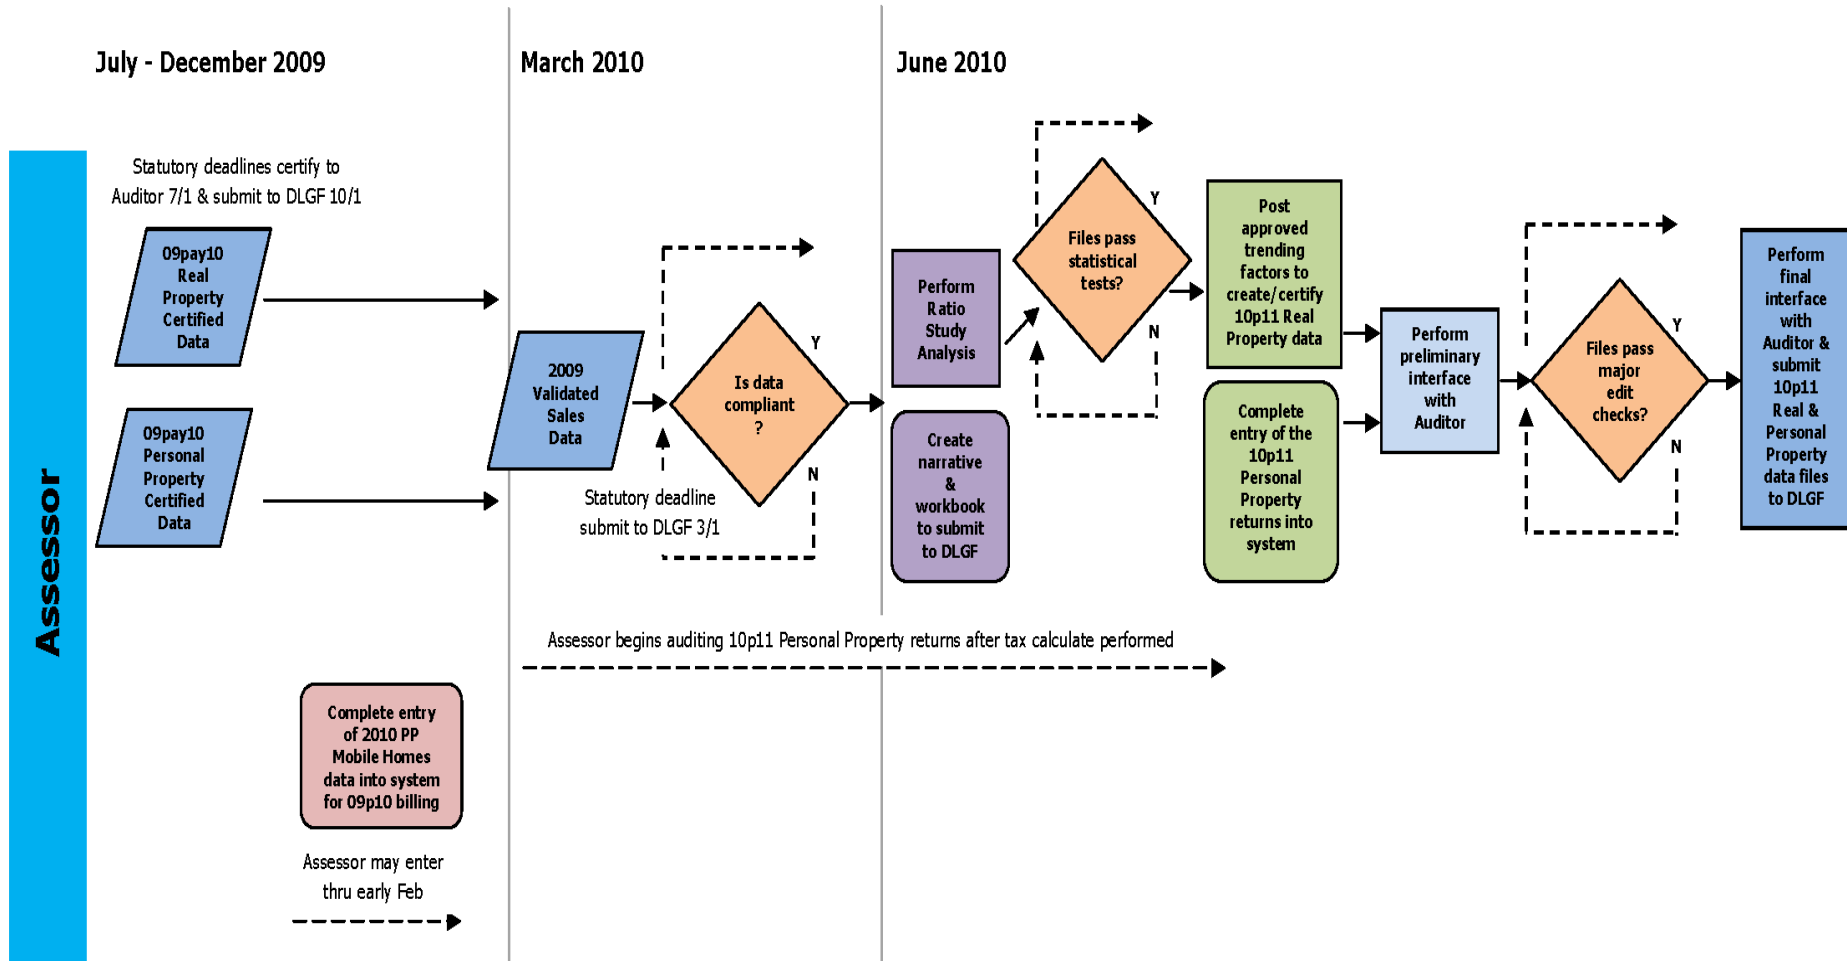 July - December 2009
March 2010
June 2010
Assessor
Statutory deadlines certify to
Auditor 7/1 & submit to DLGF 10/1
09pay10
Real
Property
Certified
Data
09pay10
Personal
Property
Certified
Data
Complete entry
of 2010 PP
Mobile Homes
data into system
for 09p10 billing
Assessor may enter
thru early Feb
2009
Validated
Sales
Data
Is data
compliant
?
Y
N
Statutory deadline
submit to DLGF 3/1
Assessor begins auditing 10p11 Personal Property returns after tax calculate performed
Perform
Ratio
Study
Analysis
Create
narrative
&
workbook
to submit
to DLGF
Files pass
statistical
tests?
Y
N
Post
approved
trending
factors to
create/certify
10p11 Real
Property data
Complete
entry of the
10p11
Personal
Property
returns into
system
Perform
preliminary
interface
with
Auditor
Files pass
major
edit
checks?
Y
N
Perform
final
interface
with
Auditor &
submit
10p11
Real &
Personal
Property
data files
to DLGF